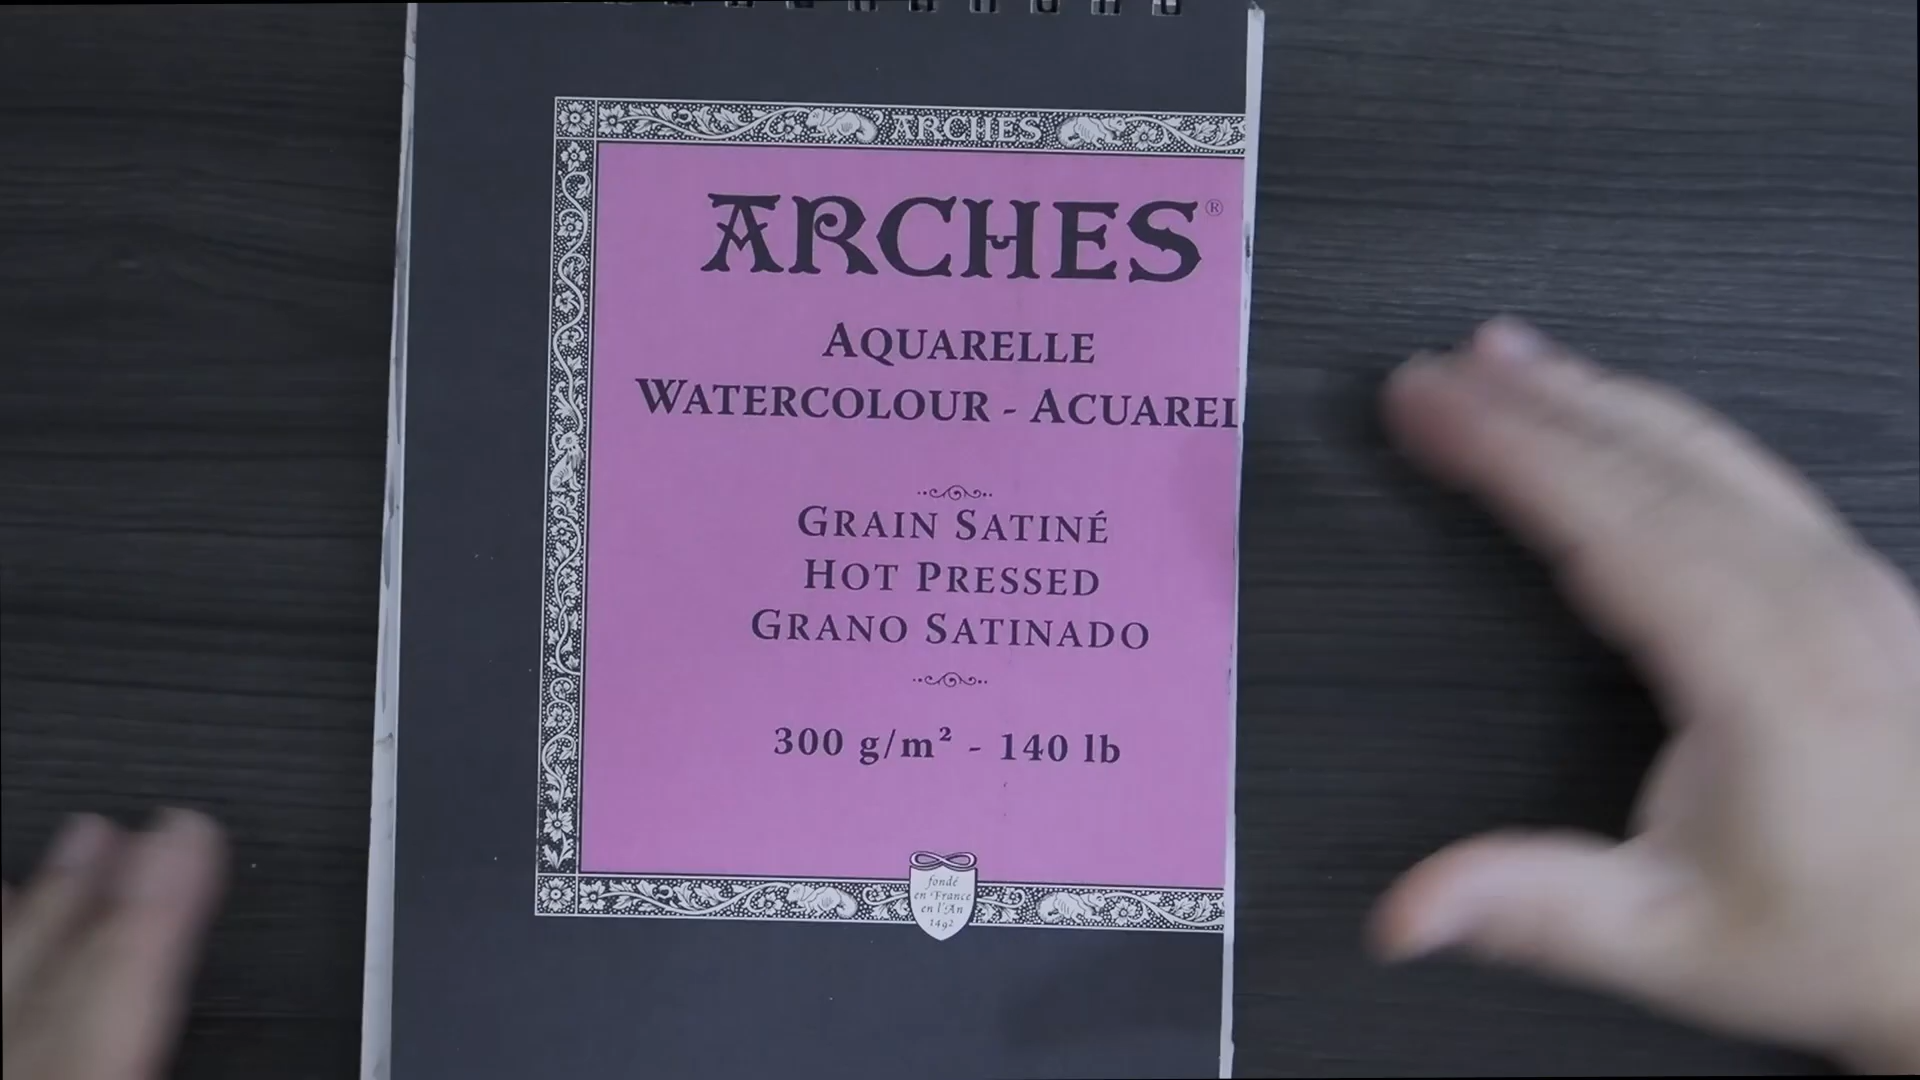 ARCHES
ARCHES®
AQUARELLE
WATERCOLOUR - ACUAREL
GRAIN SATINÉ
HOT PRESSED
GRANO SATINADO
300 g/m² - 140 lb
fondé
en France
en l'An
1492